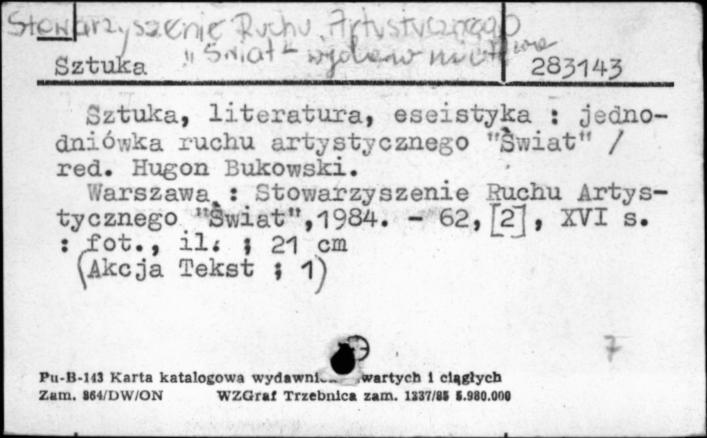 Stowarzyszenie Ruchu Artystycznego
"Świat"
Sztuka 283143
Sztuka, literatura, eseistyka : jedno-
dniówka ruchu artystycznego "Świat" /
red. Hugon Bukowski.
Warszawa : Stowarzyszenie Ruchu Artys-
tycznego "Świat",1984. - 62, [2], XVI s.
: fot., il. ; 21 cm
(Akcja Tekst ; 1)
7
Pu-B-143 Karta katalogowa wartych i ciągłych
Zam. 864/DW/ON WZGraf Trzebnica zam. 1337/85 5.980.000